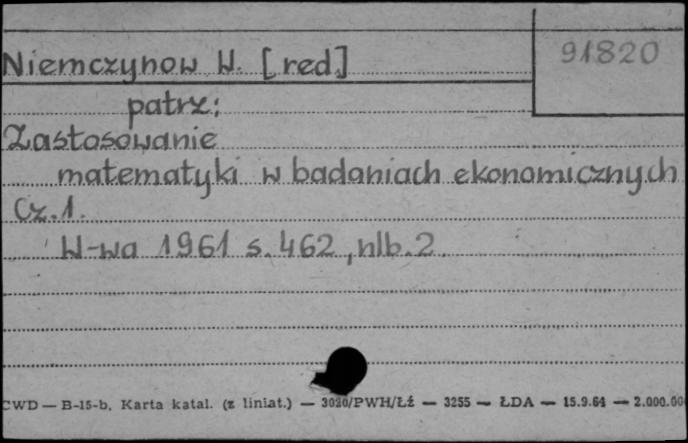 91820
Niemczynow W. [red]
patrz:
Zastosowanie
matematyki w badaniach ekonomicznych
Cz.1.
W-wa 1961 s. 462, nlb. 2.
CWD — B-15-b, Karta katal. (z liniat.) — 3020/PWH/Łź — 3255 — ŁDA — 15.9.64 — 2.000.00